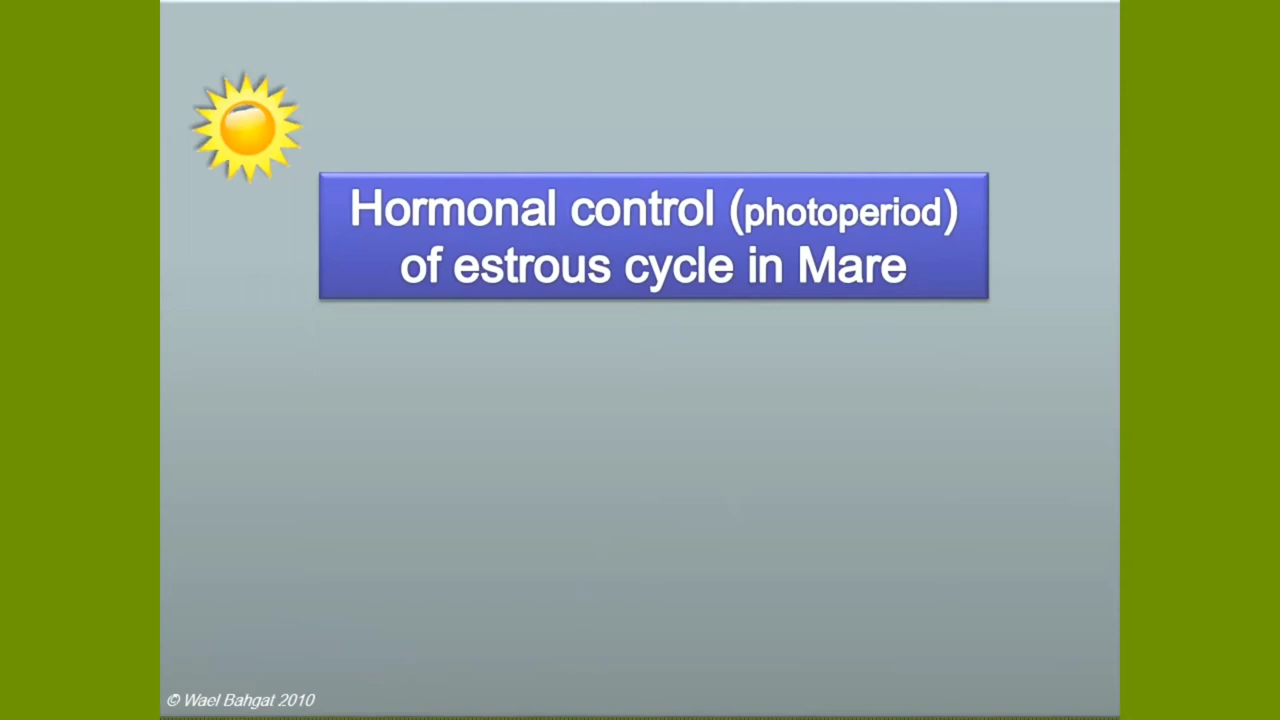 Hormonal control (photoperiod)
of estrous cycle in Mare
© Wael Bahgat 2010